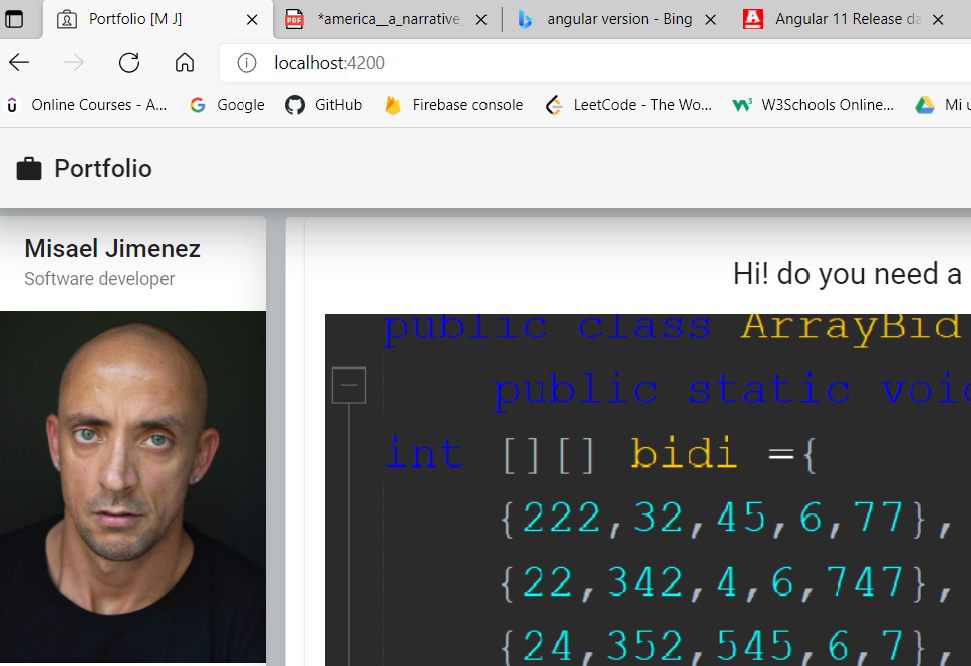 Portfolio [M J]
*america__a_narrative_
angular version - Bing
Angular 11 Release da
localhost:4200
Online Courses - A...
Google
GitHub
Firebase console
LeetCode - The Wo...
W3Schools Online...
Mi u
Portfolio
Misael Jimenez
Software developer
Hi! do you need a
public class ArrayBid
public static voi
int [][] bidi ={
{222,32,45,6,77},
{22,342,4,6,747},
{24,352,545,6,7},